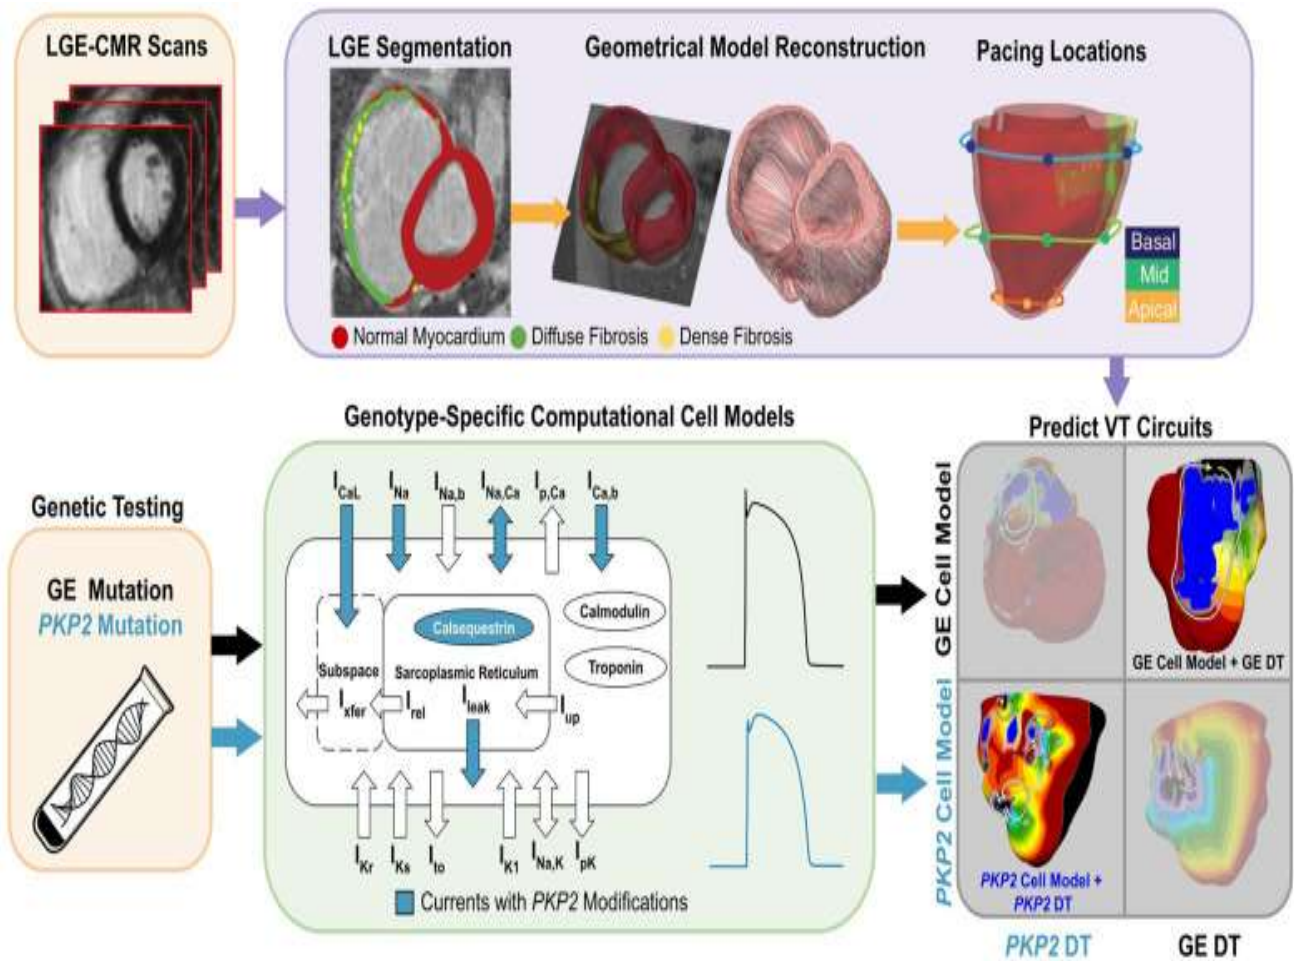 LGE-CMR Scans
LGE Segmentation
Geometrical Model Reconstruction
Pacing Locations
Basal
Mid
Apical
Normal Myocardium
Diffuse Fibrosis
Dense Fibrosis
Genotype-Specific Computational Cell Models
Predict VT Circuits
Genetic Testing
GE Mutation
PKP2 Mutation
ICaL
INa
INa,b
INa,Ca
Ip,Ca
ICa,b
Calmodulin
Calsequestrin
Troponin
Subspace
Sarcoplasmic Reticulum
Ixfer
Irel
Ileak
Iup
IKr
IKs
Ito
IK1
INa,K
IpK
Currents with PKP2 Modifications
GE Cell Model
PKP2 Cell Model
GE Cell Model + GE DT
PKP2 Cell Model +
PKP2 DT
PKP2 DT
GE DT